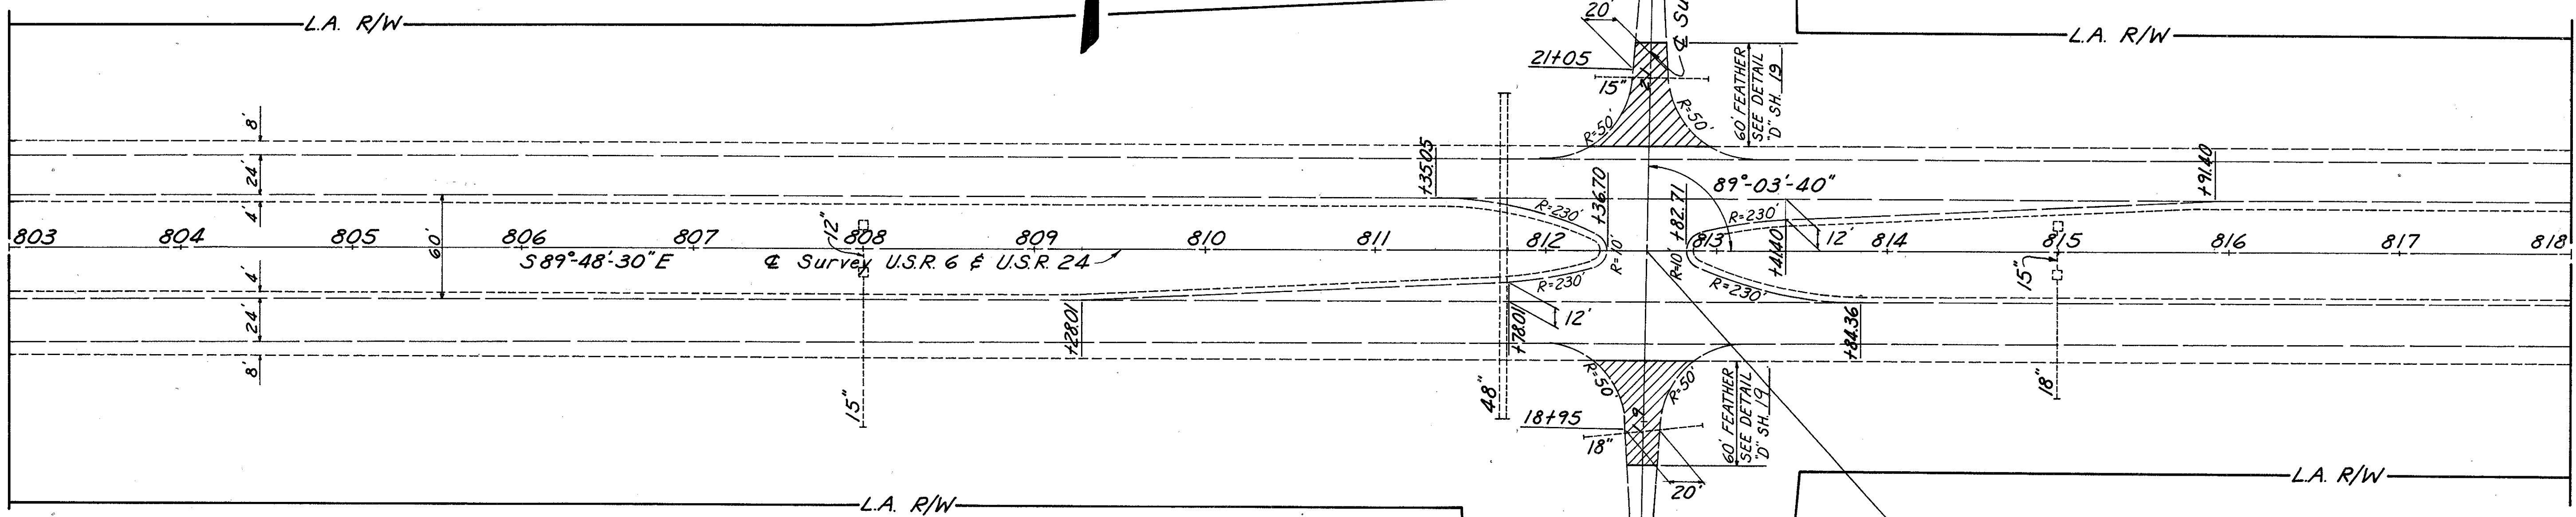 L.A. R/W
L.A. R/W
20'
℄ Su
21+05
15"
2
R=50'
R=50'
60' FEATHER
SEE DETAIL
"D" SH. 19
8'
24'
4'
60'
4'
24'
8'
+35.05
+36.70
+82.71
89°-03'-40"
+91.40
R=230'
R=230'
803 804 805 806 807 808 809 810 811 812 813 814 815 816 817 818
12"
S 89°-48'-30" E
℄ Survey U.S.R. 6 & U.S.R. 24
R=10'
R=10'
+41.40
12'
15"
R=230'
R=230'
+28.01
+78.01
12'
+84.36
15"
48"
18"
R=50'
R=50'
60' FEATHER
SEE DETAIL
"D" SH. 19
18+95
18"
20'
L.A. R/W
L.A. R/W